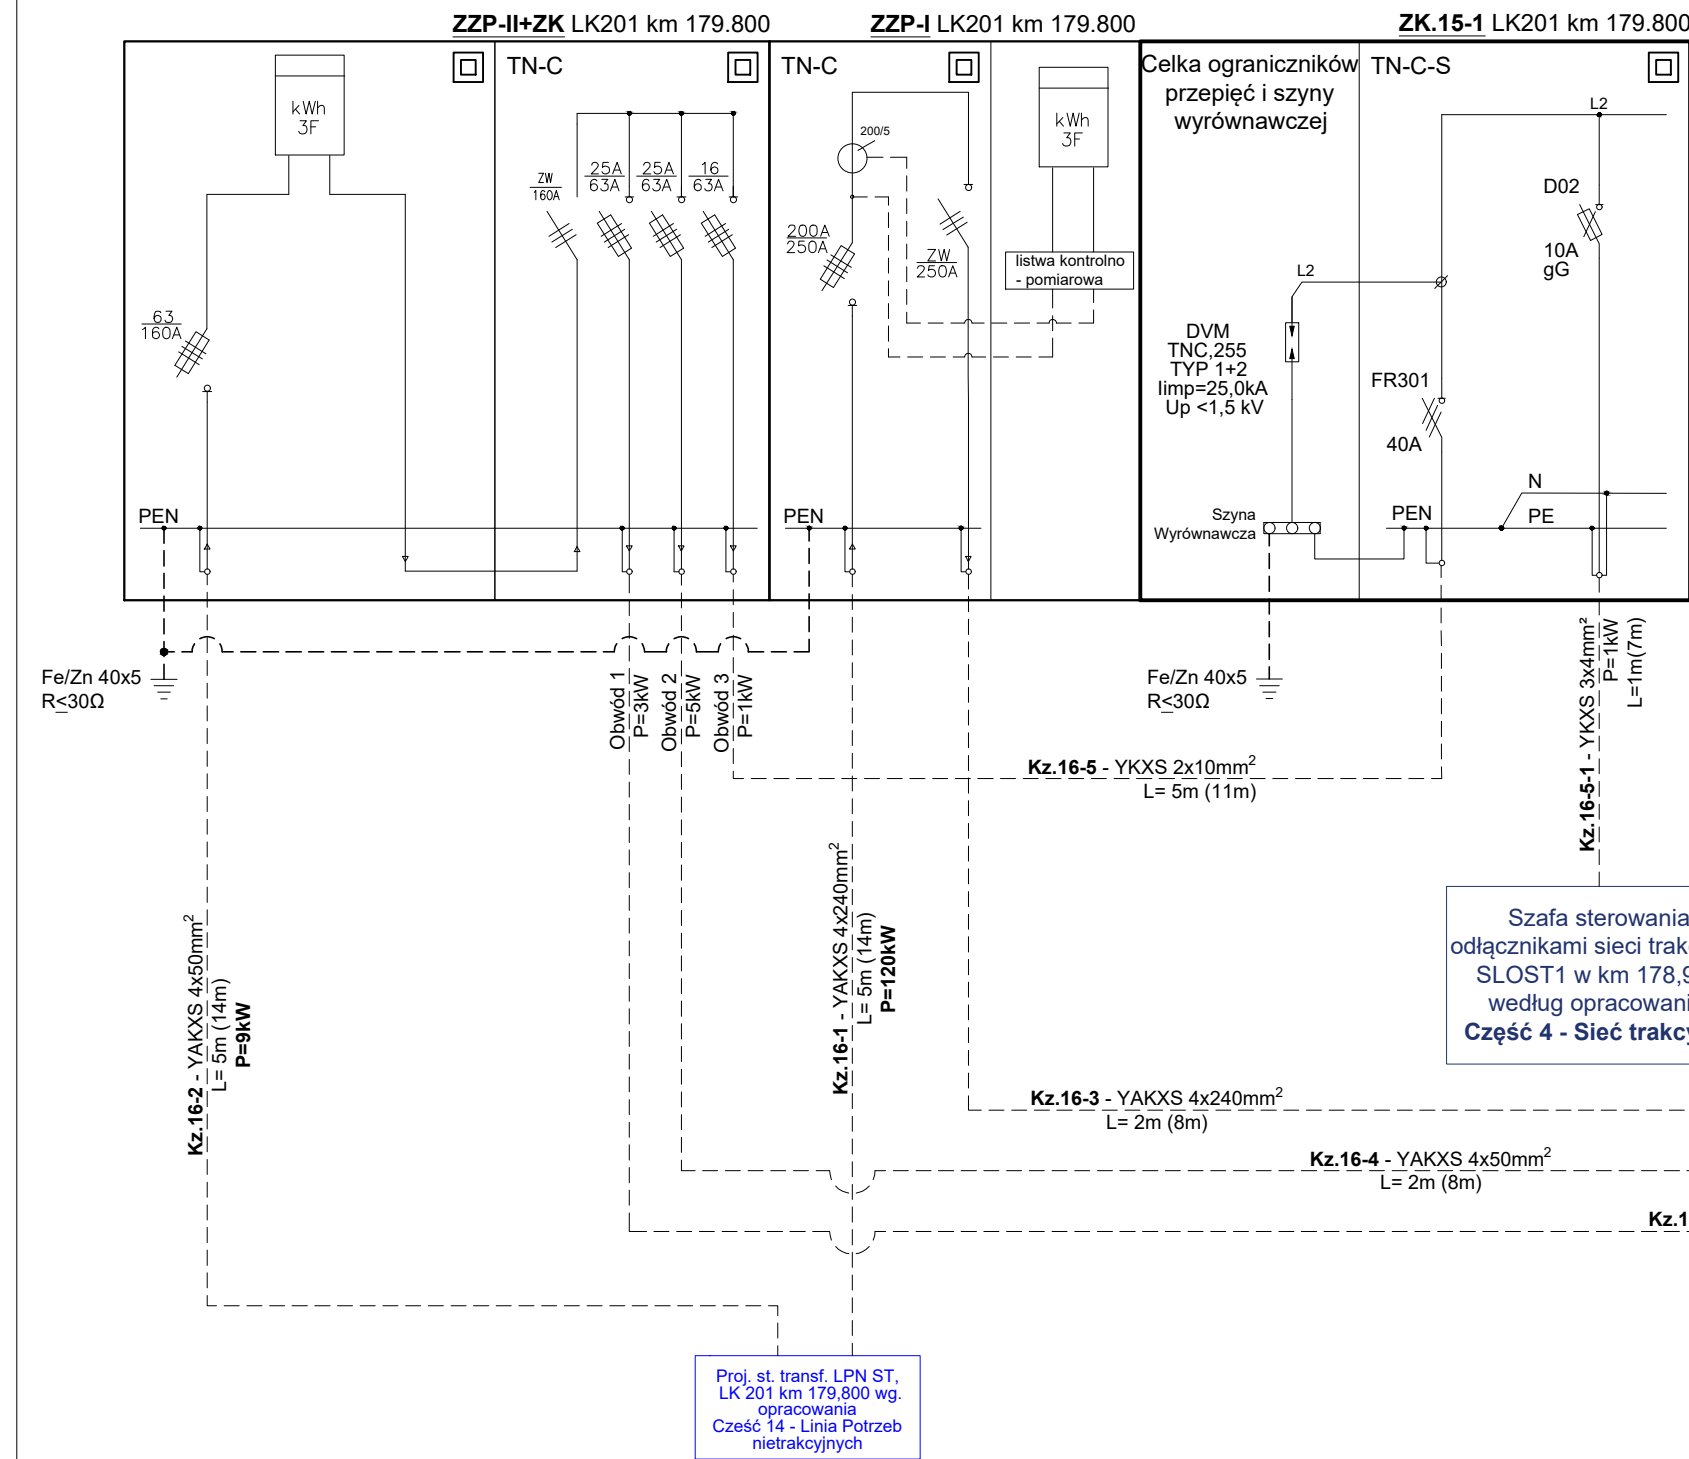 ZZP-II+ZK LK201 km 179.800
ZZP-I LK201 km 179.800
ZK.15-1 LK201 km 179.800
kWh
3F
63
160A
PEN
TN-C
ZW
160A
25A
63A
25A
63A
16
63A
TN-C
200/5
200A
250A
ZW
250A
PEN
kWh
3F
listwa kontrolno
- pomiarowa
Celka ograniczników
przepięć i szyny
wyrównawczej
L2
DVM
TNC,255
TYP 1+2
Iimp=25,0kA
Up <1,5 kV
Szyna
Wyrównawcza
TN-C-S
L2
D02
10A
gG
FR301
40A
N
PEN
PE
Fe/Zn 40x5
R≤30Ω
Obwód 1
P=3kW
Obwód 2
P=5kW
Obwód 3
P=1kW
Fe/Zn 40x5
R≤30Ω
Kz.16-5-1 - YKXS 3x4mm²
P=1kW
L=1m(7m)
Kz.16-5 - YKXS 2x10mm²
L= 5m (11m)
Kz.16-2 - YAKXS 4x50mm²
L= 5m (14m)
P=9kW
Kz.16-1 - YAKXS 4x240mm²
L= 5m (14m)
P=120kW
Szafa sterowania
odłącznikami sieci trak
SLOST1 w km 178,9
według opracowani
Część 4 - Sieć trakcy
Kz.16-3 - YAKXS 4x240mm²
L= 2m (8m)
Kz.16-4 - YAKXS 4x50mm²
L= 2m (8m)
Kz.1
Proj. st. transf. LPN ST,
LK 201 km 179,800 wg.
opracowania
Cześć 14 - Linia Potrzeb
nietrakcyjnych